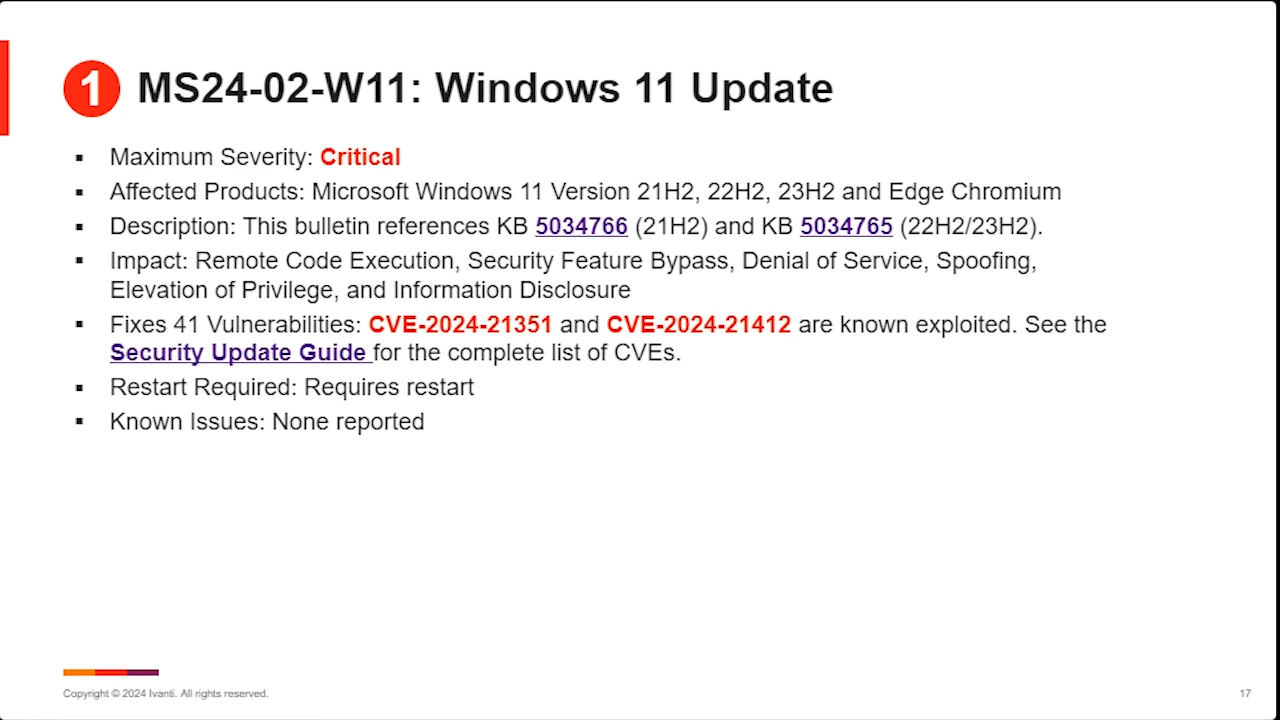 1 MS24-02-W11: Windows 11 Update
▪ Maximum Severity: Critical
▪ Affected Products: Microsoft Windows 11 Version 21H2, 22H2, 23H2 and Edge Chromium
▪ Description: This bulletin references KB 5034766 (21H2) and KB 5034765 (22H2/23H2).
▪ Impact: Remote Code Execution, Security Feature Bypass, Denial of Service, Spoofing,
Elevation of Privilege, and Information Disclosure
▪ Fixes 41 Vulnerabilities: CVE-2024-21351 and CVE-2024-21412 are known exploited. See the
Security Update Guide for the complete list of CVEs.
▪ Restart Required: Requires restart
▪ Known Issues: None reported
Copyright © 2024 Ivanti. All rights reserved.
17